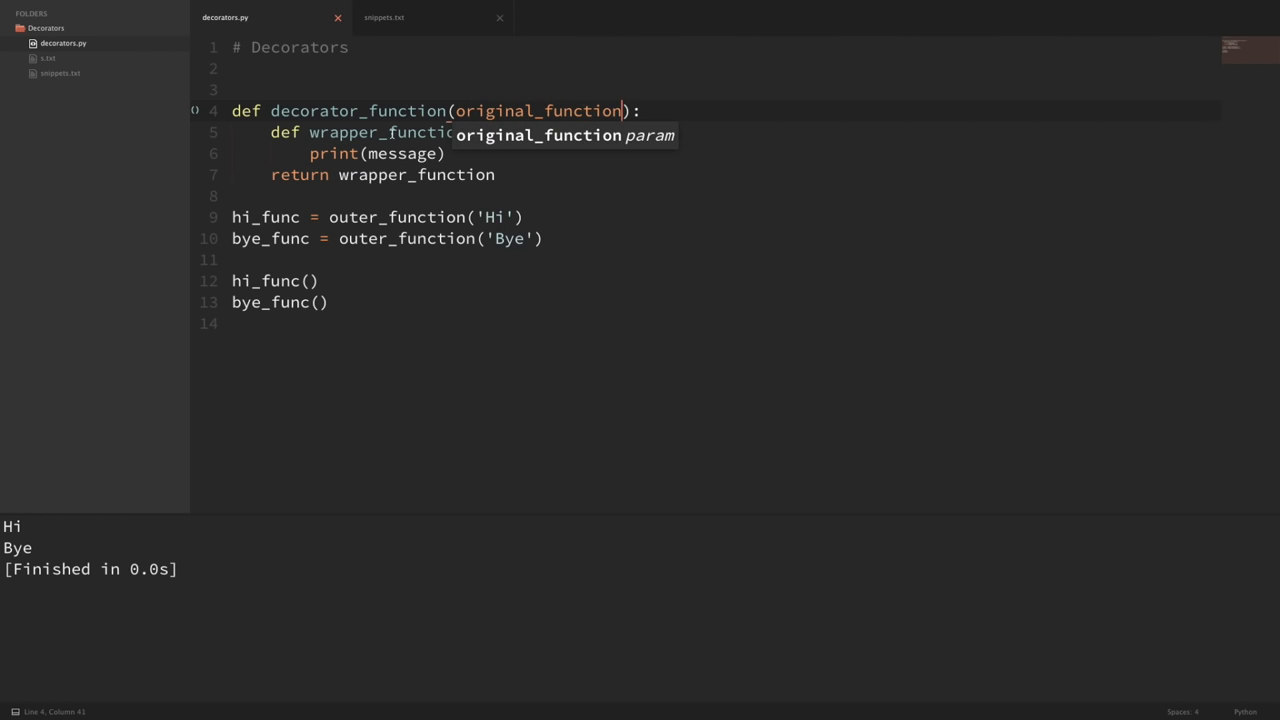 FOLDERS
Decorators
decorators.py
s.txt
snippets.txt
decorators.py
snippets.txt
1 # Decorators
2
3
4 def decorator_function(original_function):
5 def wrapper_functio
original_function param
6 print(message)
7 return wrapper_function
8
9 hi_func = outer_function('Hi')
10 bye_func = outer_function('Bye')
11
12 hi_func()
13 bye_func()
14
Hi
Bye
[Finished in 0.0s]
Line 4, Column 41
Spaces: 4
Python